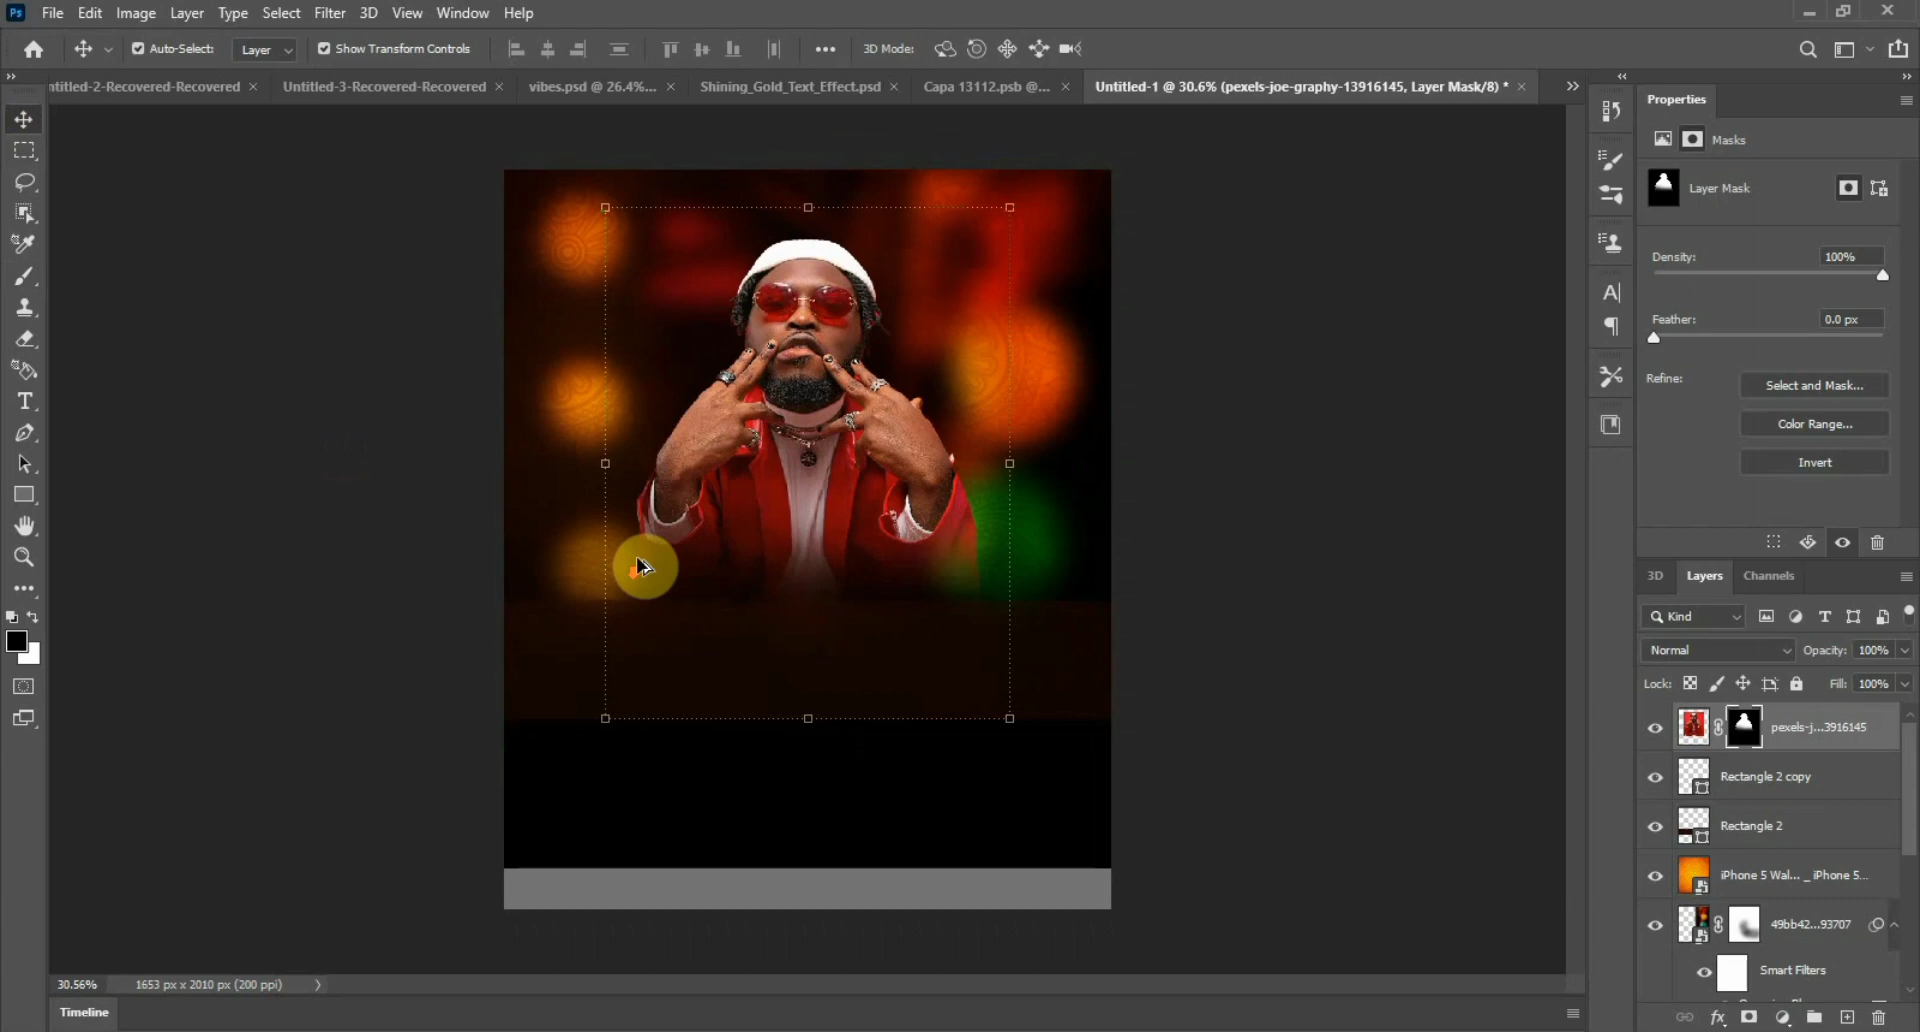 Ps File Edit Image Layer Type Select Filter 3D View Window Help
Auto-Select: Layer Show Transform Controls 3D Mode:
ntitled-2-Recovered-Recovered Untitled-3-Recovered-Recovered vibes.psd @ 26.4%... Shining_Gold_Text_Effect.psd Capa 13112.psb @... Untitled-1 @ 30.6% (pexels-joe-graphy-13916145, Layer Mask/8) *
Properties
Masks
Layer Mask
Density: 100%
Feather: 0.0 px
Refine: Select and Mask...
Color Range...
Invert
3D Layers Channels
Kind
Normal Opacity: 100%
Lock: Fill: 100%
pexels-j...3916145
Rectangle 2 copy
Rectangle 2
iPhone 5 Wal... _ iPhone 5...
49bb42...93707
Smart Filters
30.56% 1653 px x 2010 px (200 ppi)
Timeline